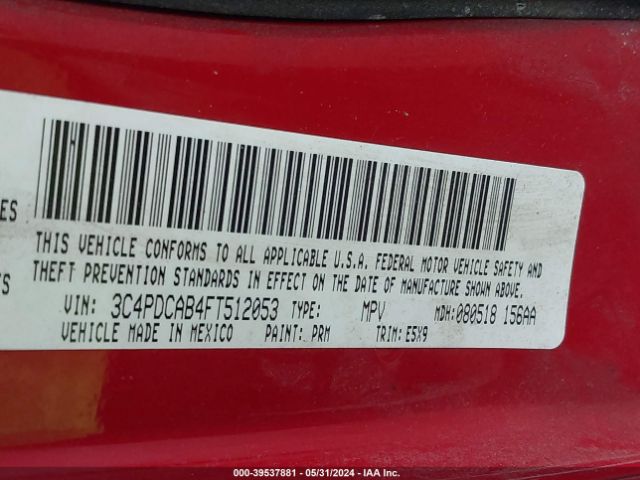 ES
THIS VEHICLE CONFORMS TO ALL APPLICABLE U.S.A. FEDERAL MOTOR VEHICLE SAFETY AND
S
THEFT PREVENTION STANDARDS IN EFFECT ON THE DATE OF MANUFACTURE SHOWN ABOVE.
VIN: 3C4PDCAB4FT512053 TYPE: MPV MDH:080518 156AA
VEHICLE MADE IN MEXICO PAINT: PRM TRIM: E5X9
000-39537881 - 05/31/2024 - IAA Inc.